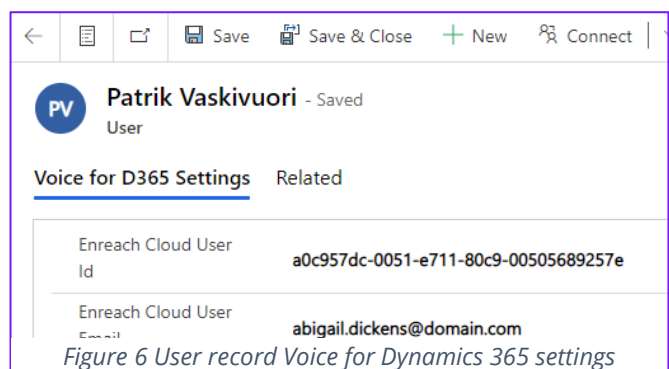 Save Save & Close New Connect
PV
Patrik Vaskivuori - Saved
User
Voice for D365 Settings Related
Enreach Cloud User
Id
a0c957dc-0051-e711-80c9-00505689257e
Enreach Cloud User
Email
abigail.dickens@domain.com
Figure 6 User record Voice for Dynamics 365 settings